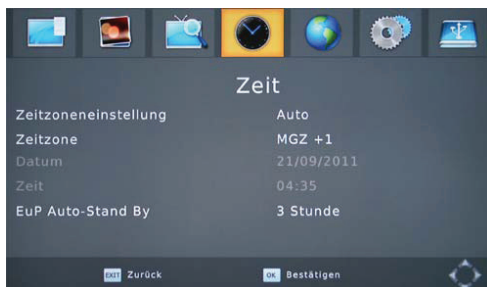 Zeit
Zeitzoneneinstellung Auto
Zeitzone MGZ +1
Datum 21/09/2011
Zeit 04:35
EuP Auto-Stand By 3 Stunde
EXIT Zurück OK Bestätigen